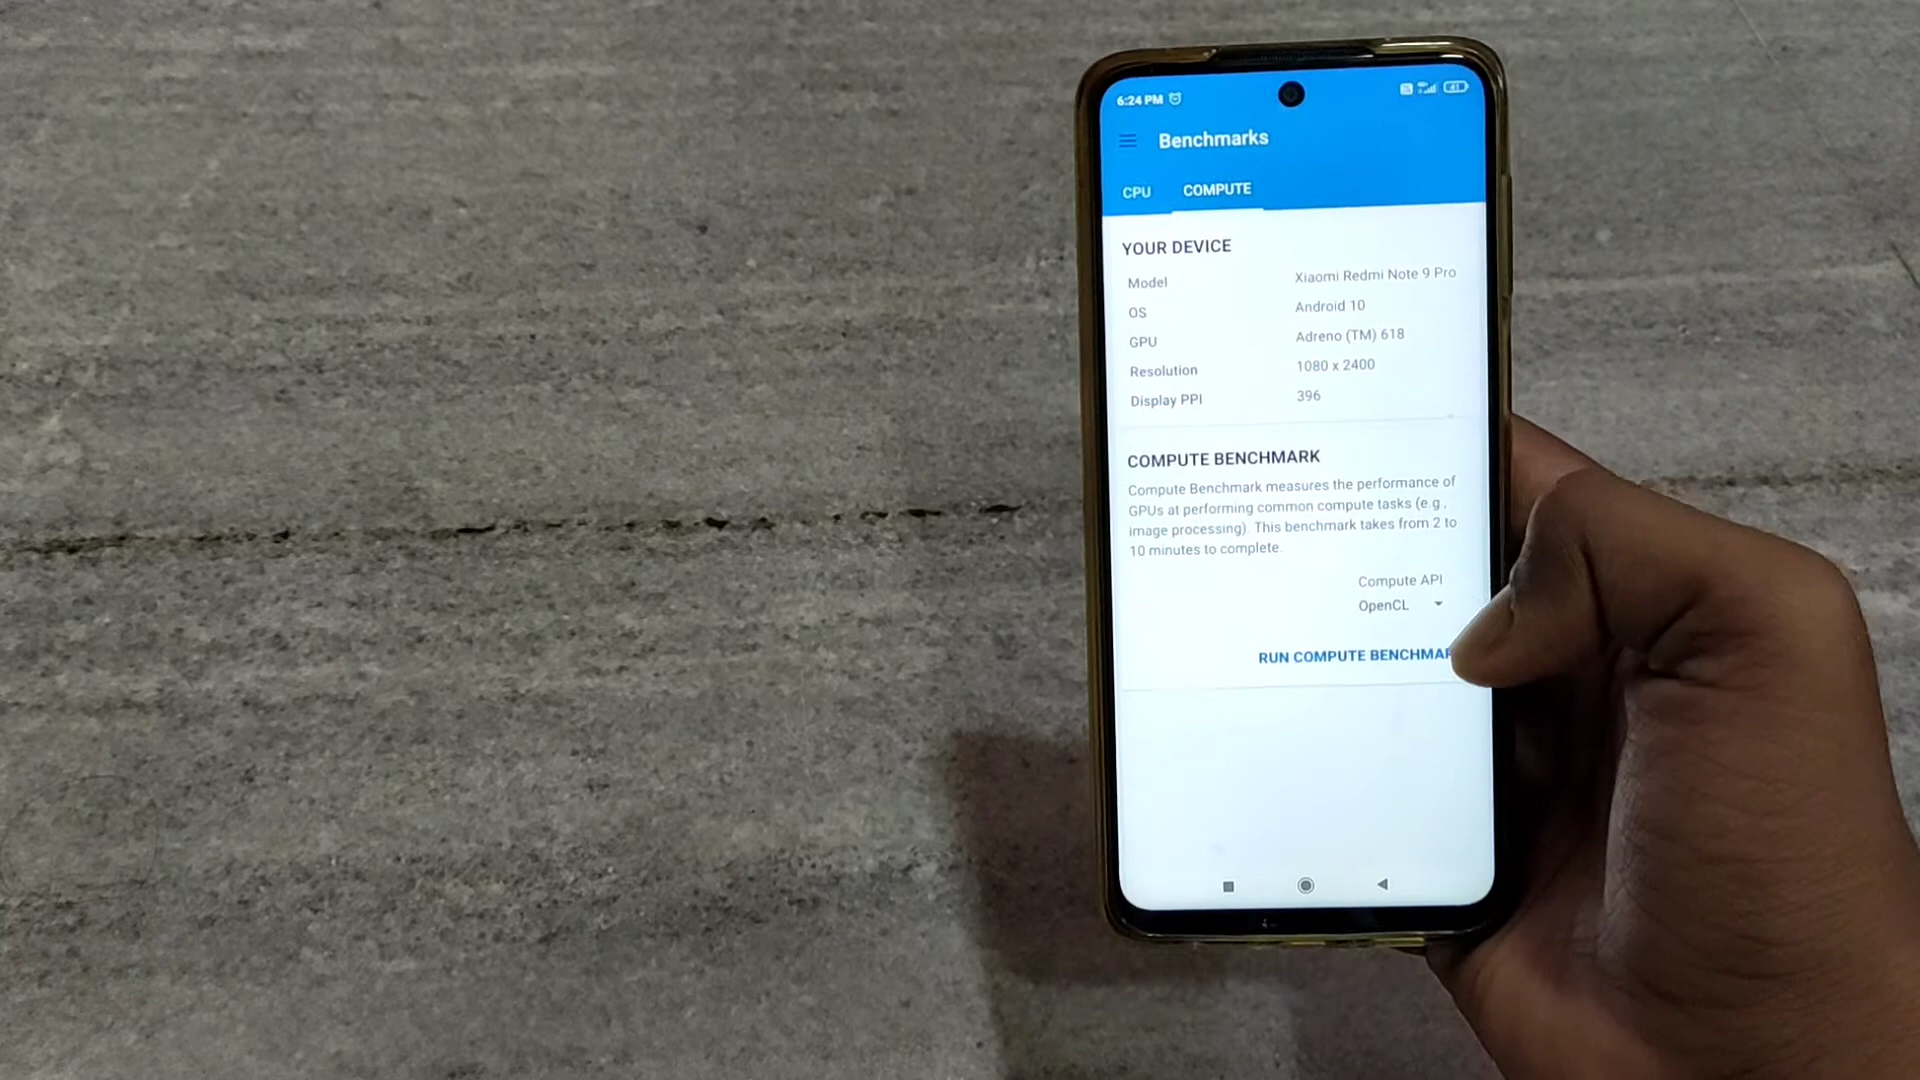 6:24 PM
Benchmarks
CPU COMPUTE
YOUR DEVICE
Model Xiaomi Redmi Note 9 Pro
OS Android 10
GPU Adreno (TM) 618
Resolution 1080 x 2400
Display PPI 396
COMPUTE BENCHMARK
Compute Benchmark measures the performance of
GPUs at performing common compute tasks (e.g.,
image processing). This benchmark takes from 2 to
10 minutes to complete.
Compute API
OpenCL
RUN COMPUTE BENCHMAR